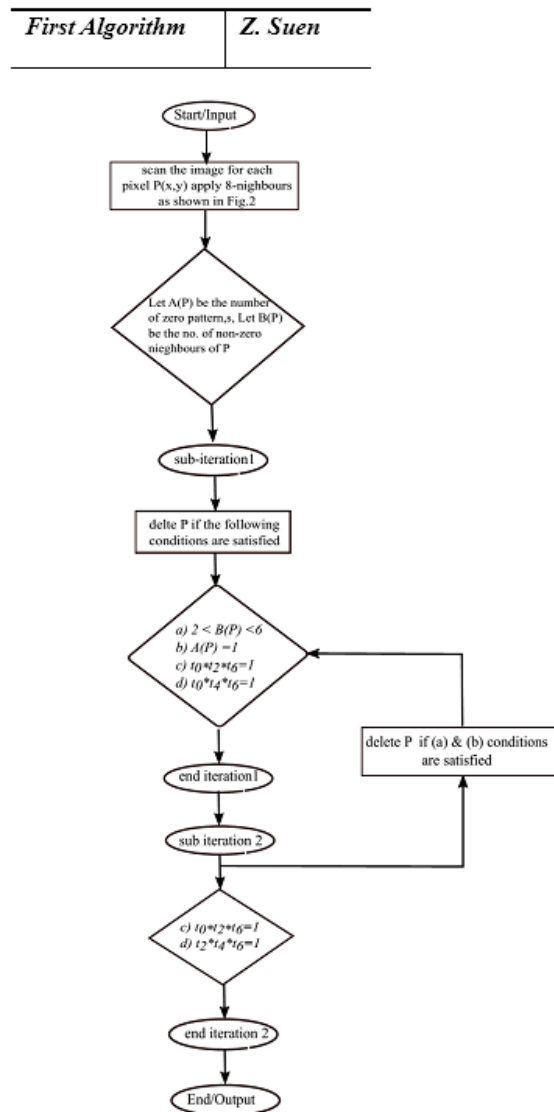 First Algorithm Z. Suen
Start/Input
scan the image for each
pixel P(x,y) apply 8-neighbours
as shown in Fig.2
Let A(P) be the number
of zero pattern,s, Let B(P)
be the no. of non-zero
nieghbours of P
sub-iteration1
delte P if the following
conditions are satisfied
a) 2 < B(P) <6
b) A(P) =1
c) t0*t2*t6=1
d) t0*t4*t6=1
delete P if (a) & (b) conditions
are satisfied
end iteration1
sub iteration 2
c) t0*t2*t6=1
d) t2*t4*t6=1
end iteration 2
End/Output